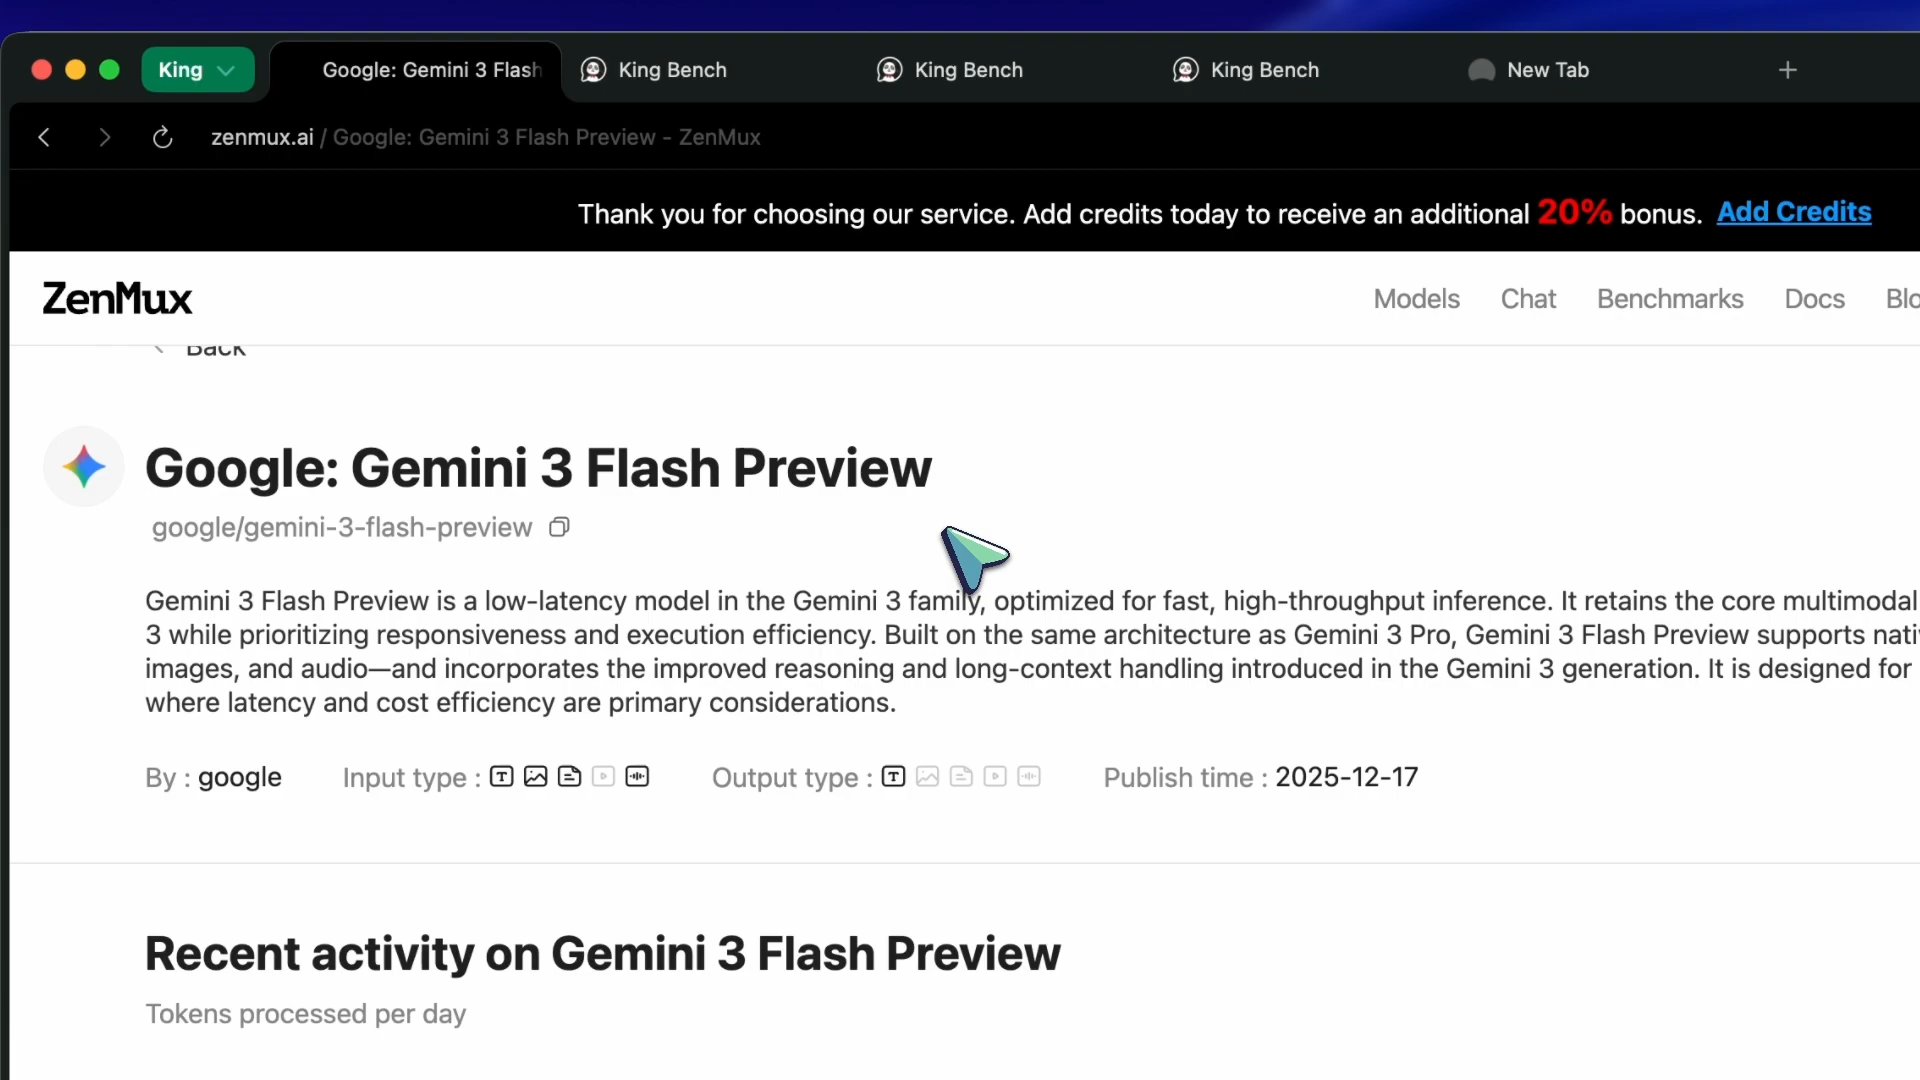 King
Google: Gemini 3 Flash
King Bench
King Bench
King Bench
New Tab
zenmux.ai / Google: Gemini 3 Flash Preview - ZenMux
Thank you for choosing our service. Add credits today to receive an additional 20% bonus. Add Credits
ZenMux
Models
Chat
Benchmarks
Docs
Blo
Back
Google: Gemini 3 Flash Preview
google/gemini-3-flash-preview
Gemini 3 Flash Preview is a low-latency model in the Gemini 3 family, optimized for fast, high-throughput inference. It retains the core multimodal
3 while prioritizing responsiveness and execution efficiency. Built on the same architecture as Gemini 3 Pro, Gemini 3 Flash Preview supports nati
images, and audio—and incorporates the improved reasoning and long-context handling introduced in the Gemini 3 generation. It is designed for
where latency and cost efficiency are primary considerations.
By : google
Input type :
Output type :
Publish time : 2025-12-17
Recent activity on Gemini 3 Flash Preview
Tokens processed per day